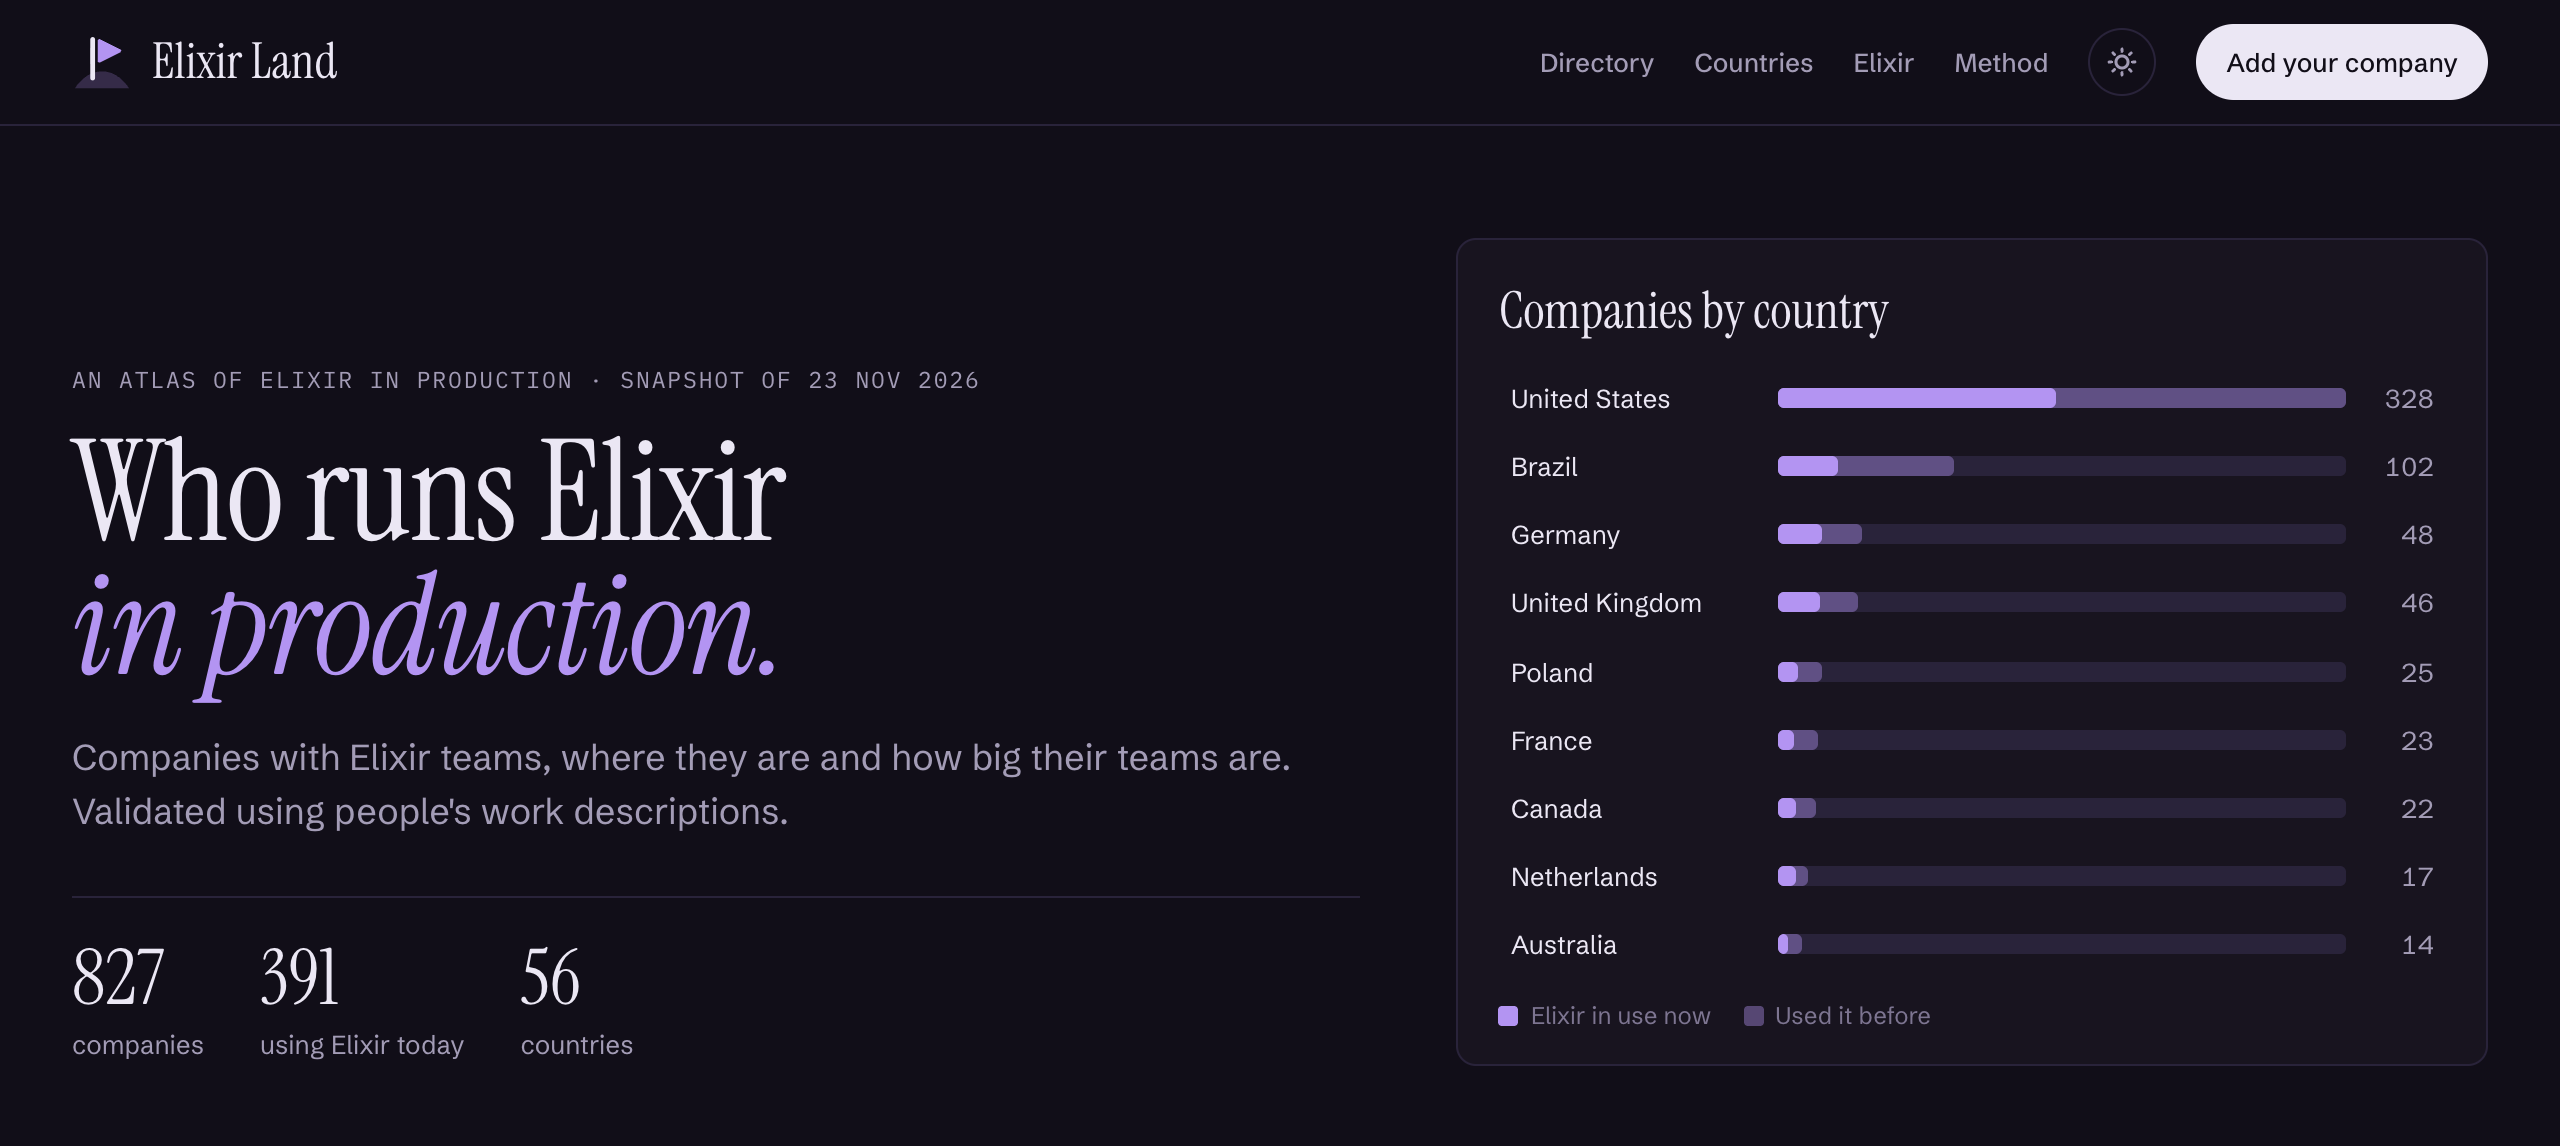 Elixir Land
Directory
Countries
Elixir
Method
Add your company
AN ATLAS OF ELIXIR IN PRODUCTION · SNAPSHOT OF 23 NOV 2026
Who runs Elixir
in production.
Companies with Elixir teams, where they are and how big their teams are.
Validated using people's work descriptions.
827
companies
391
using Elixir today
56
countries
Companies by country
United States 328
Brazil 102
Germany 48
United Kingdom 46
Poland 25
France 23
Canada 22
Netherlands 17
Australia 14
Elixir in use now
Used it before